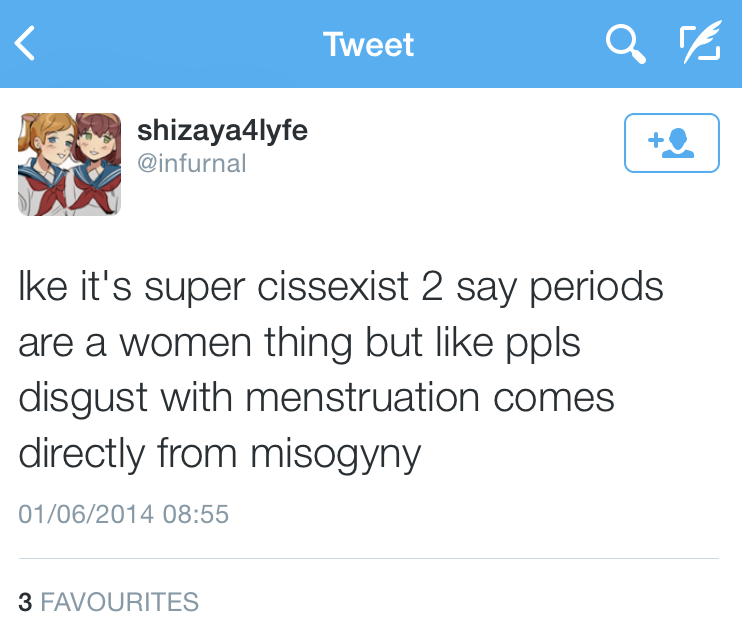 Tweet
shizaya4lyfe
@infurnal
lke it's super cissexist 2 say periods
are a women thing but like ppls
disgust with menstruation comes
directly from misogyny
01/06/2014 08:55
3 FAVOURITES